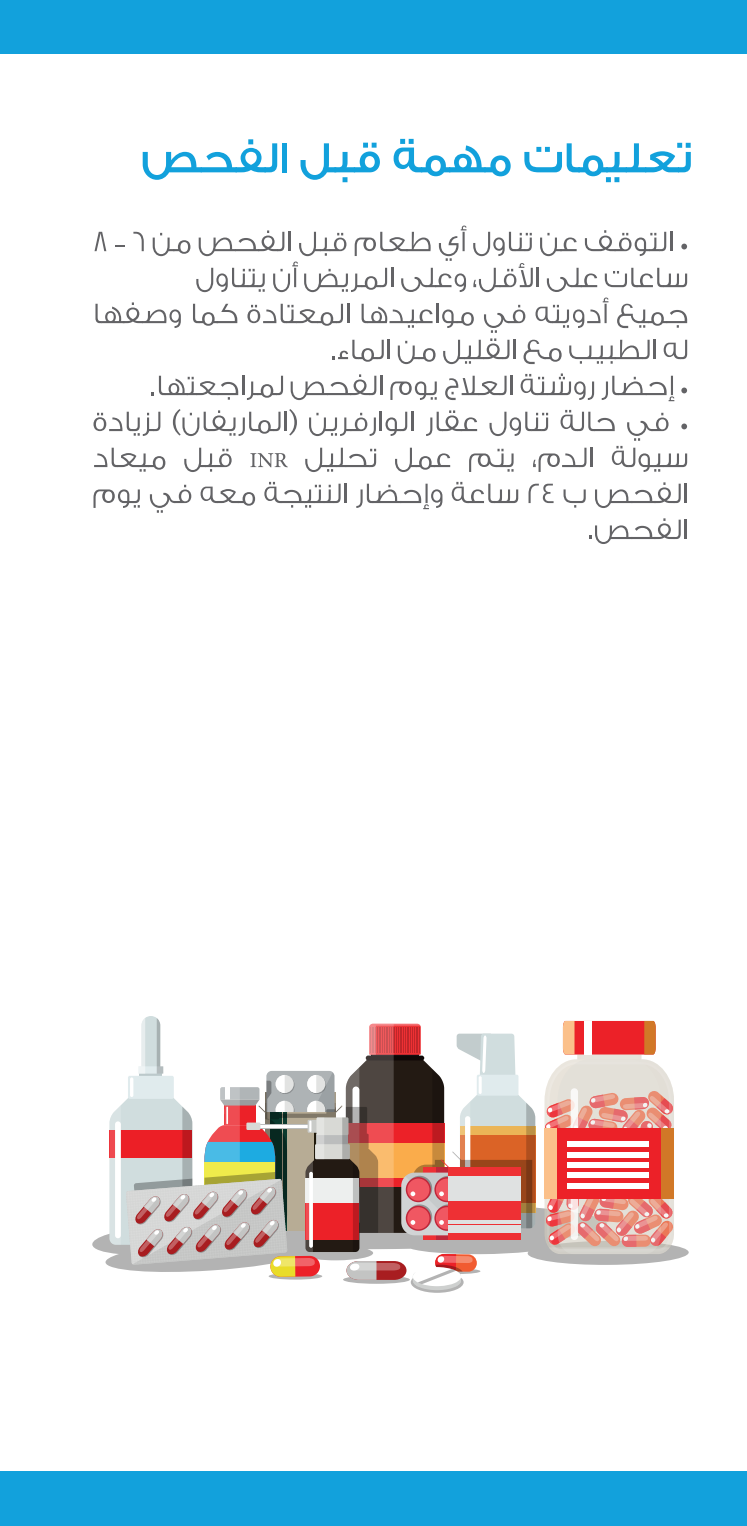 تعليمات مهمة قبل الفحص
• التوقف عن تناول أي طعام قبل الفحص من ٦ - ٨
ساعات على الأقل، وعلى المريض أن يتناول
جميع أدويته في مواعيدها المعتادة كما وصفها
له الطبيب مع القليل من الماء.
• إحضار روشتة العلاج يوم الفحص لمراجعتها.
• في حالة تناول عقار الوارفرين (الماريفان) لزيادة
سيولة الدم، يتم عمل تحليل INR قبل ميعاد
الفحص ب ٢٤ ساعة وإحضار النتيجة معه في يوم
الفحص.